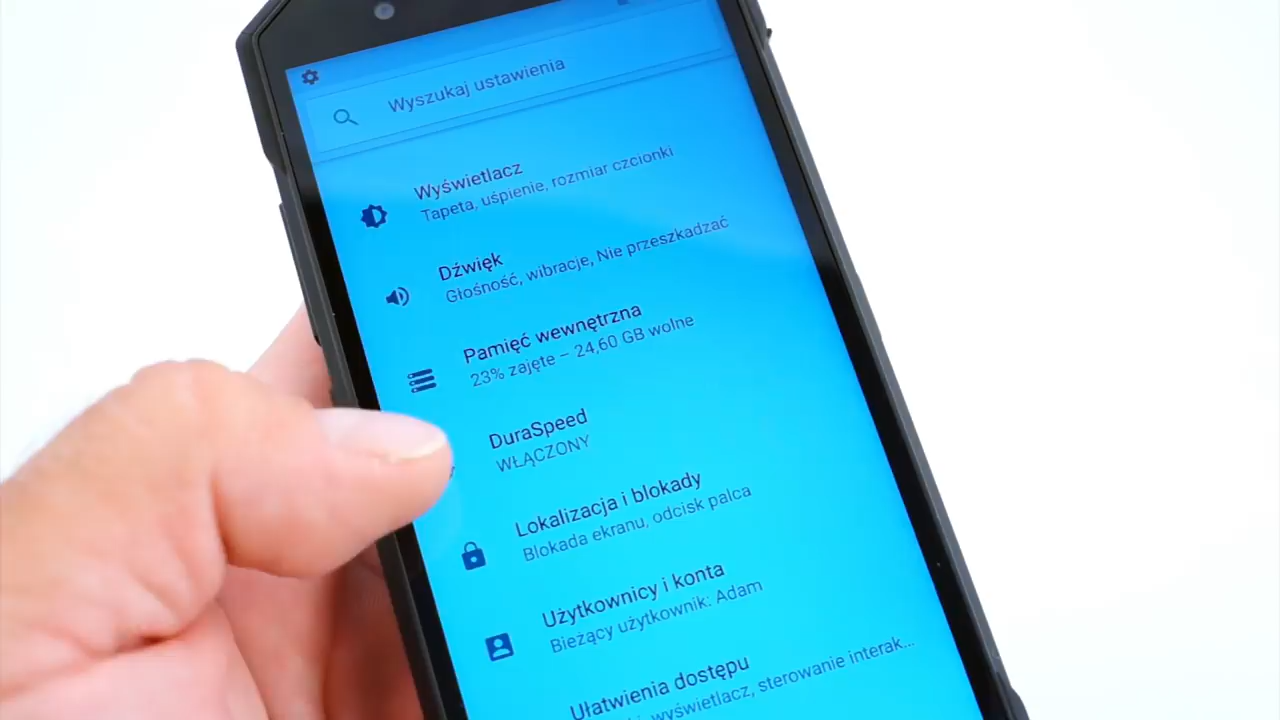 Wyszukaj ustawienia
Wyświetlacz
Tapeta, uśpienie, rozmiar czcionki
Dźwięk
Głośność, wibracje, Nie przeszkadzać
Pamięć wewnętrzna
23% zajęte – 24,60 GB wolne
DuraSpeed
WŁĄCZONY
Lokalizacja i blokady
Blokada ekranu, odcisk palca
Użytkownicy i konta
Bieżący użytkownik: Adam
Ułatwienia dostępu
wyświetlacz, sterowanie interak...